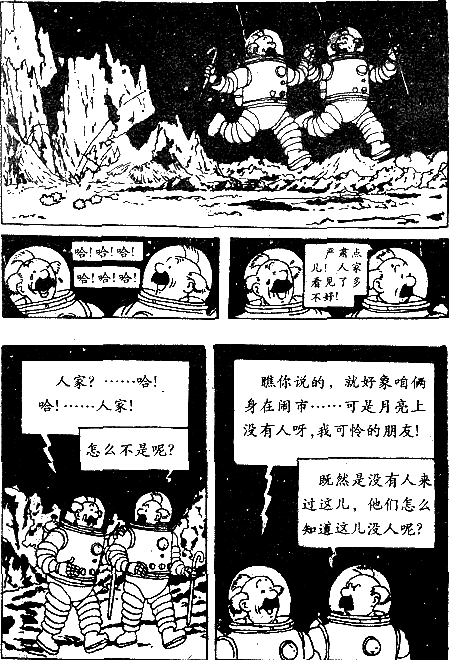 哈！哈！哈！
哈！哈！哈！
严肃点
儿！人家
看见了多
不好！
人家？……哈！
哈！……人家！
怎么不是呢？
瞧你说的，就好象咱俩
身在闹市……可是月亮上
没有人呀，我可怜的朋友！
既然是没有人来
过这儿，他们怎么
知道这儿没人呢？